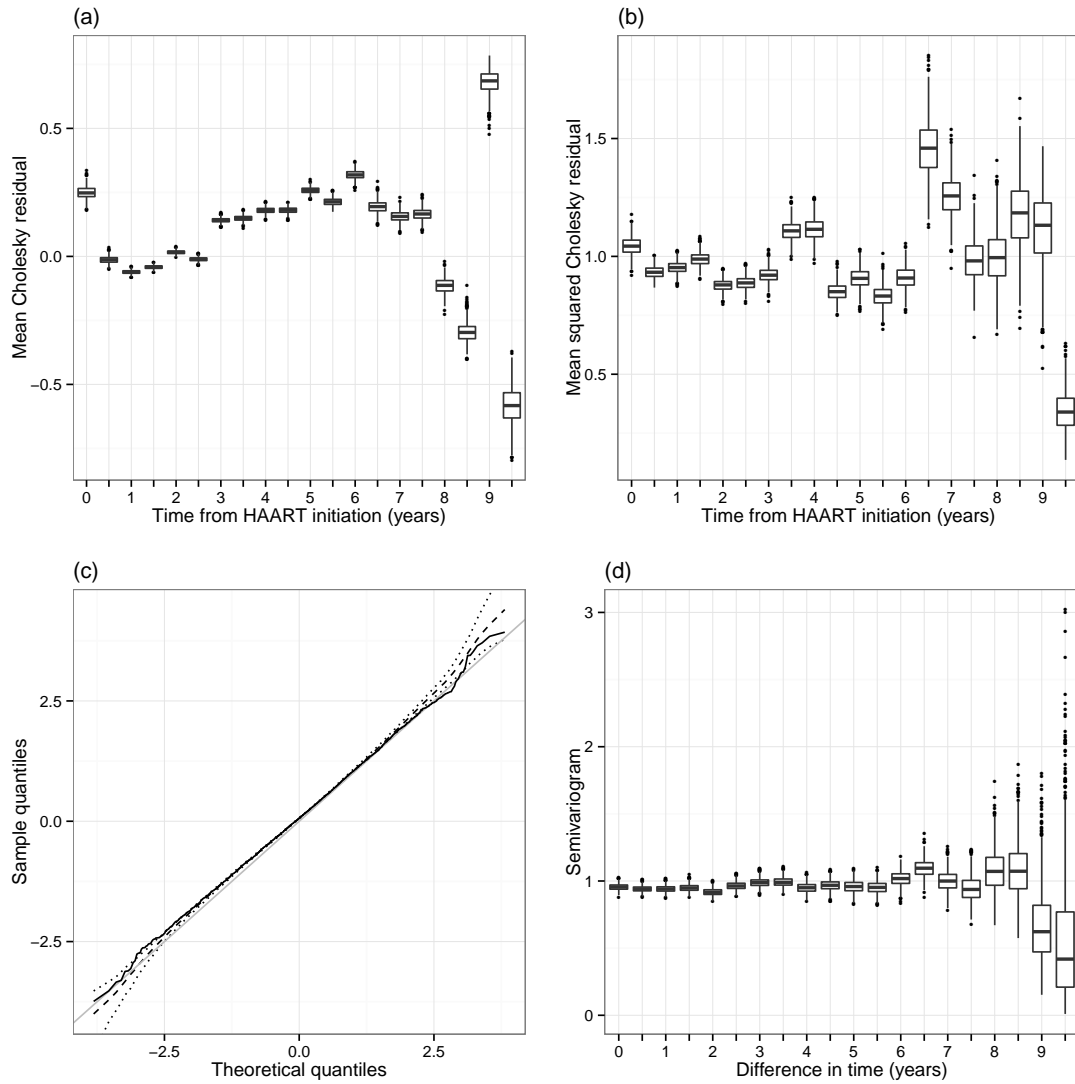 (a)
Mean Cholesky residual
0.5
0.0
−0.5
0 1 2 3 4 5 6 7 8 9
Time from HAART initiation (years)
(b)
Mean squared Cholesky residual
1.5
1.0
0.5
0 1 2 3 4 5 6 7 8 9
Time from HAART initiation (years)
(c)
Sample quantiles
2.5
0.0
−2.5
−2.5 0.0 2.5
Theoretical quantiles
(d)
Semivariogram
3
2
1
0
0 1 2 3 4 5 6 7 8 9
Difference in time (years)